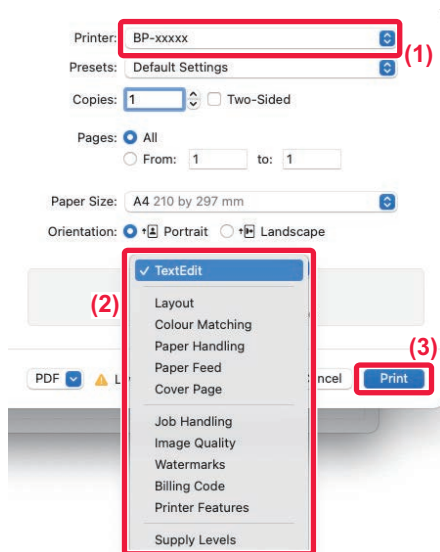 Printer: BP-xxxxx
(1)
Presets: Default Settings
Copies: 1 Two-Sided
Pages: All
From: 1 to: 1
Paper Size: A4 210 by 297 mm
Orientation: Portrait Landscape
✓ TextEdit
(2)
Layout
Colour Matching
Paper Handling
Paper Feed
Cover Page
(3)
PDF L ncel Print
Job Handling
Image Quality
Watermarks
Billing Code
Printer Features
Supply Levels